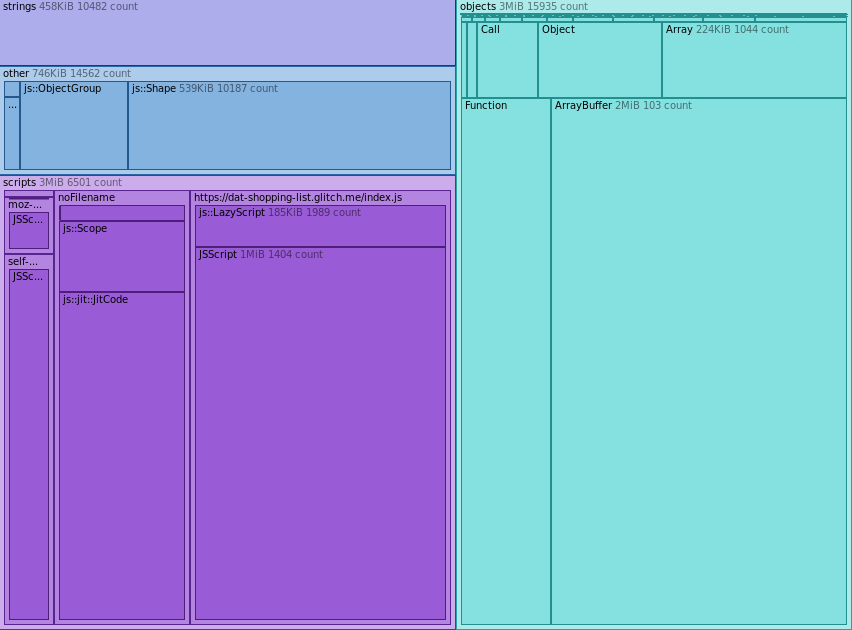 strings 458KiB 10482 count
other 746KiB 14562 count
...
js::ObjectGroup
js::Shape 539KiB 10187 count
scripts 3MiB 6501 count
moz-...
JSSc...
self-...
JSSc...
noFilename
js::Scope
js::jit::JitCode
https://dat-shopping-list.glitch.me/index.js
js::LazyScript 185KiB 1989 count
JSScript 1MiB 1404 count
objects 3MiB 15935 count
Call
Object
Array 224KiB 1044 count
Function
ArrayBuffer 2MiB 103 count